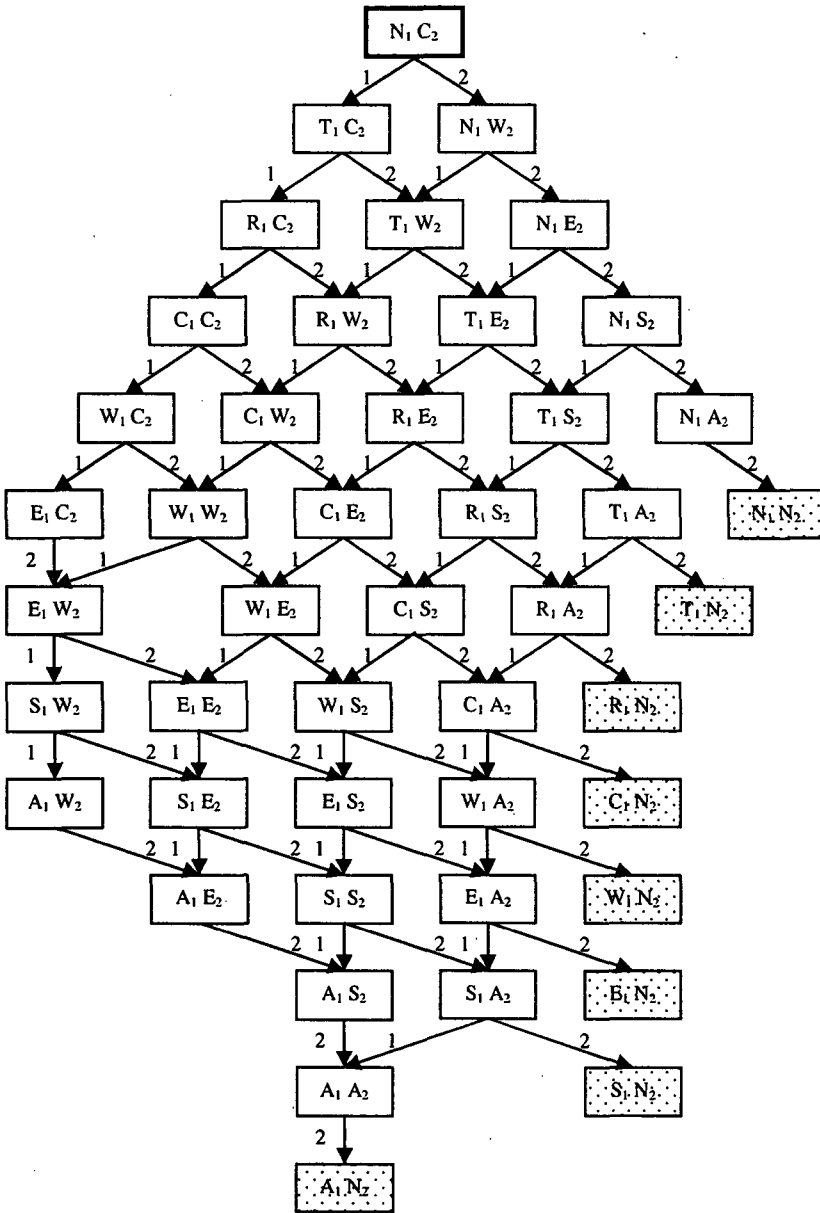 N₁ C₂
1 2
T₁ C₂ N₁ W₂
1 2 1 2
R₁ C₂ T₁ W₂ N₁ E₂
1 2 1 2 1 2
C₁ C₂ R₁ W₂ T₁ E₂ N₁ S₂
1 2 1 2 1 2 1 2
W₁ C₂ C₁ W₂ R₁ E₂ T₁ S₂ N₁ A₂
1 2 1 2 1 2 1 2 2
E₁ C₂ W₁ W₂ C₁ E₂ R₁ S₂ T₁ A₂ N₁ N₂
2 1 2 1 2 1 2 1 2
E₁ W₂ W₁ E₂ C₁ S₂ R₁ A₂ T₁ N₂
1 2 1 2 1 2 1 2
S₁ W₂ E₁ E₂ W₁ S₂ C₁ A₂ R₁ N₂
1 2 1 2 1 2 1 2
A₁ W₂ S₁ E₂ E₁ S₂ W₁ A₂ C₁ N₂
2 1 2 1 2 1 2
A₁ E₂ S₁ S₂ E₁ A₂ W₁ N₂
2 1 2 1 2
A₁ S₂ S₁ A₂ E₁ N₂
2 1 2
A₁ A₂ S₁ N₂
2
A₁ N₂